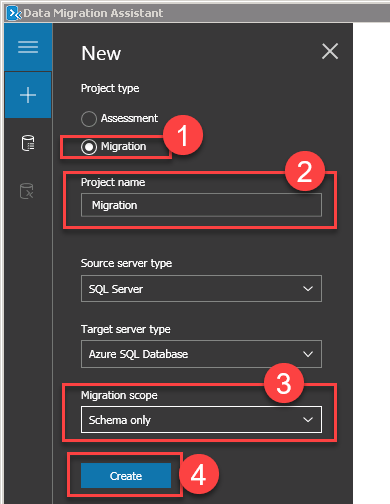 Data Migration Assistant
New
Project type
Assessment
Migration
1
Project name
2
Migration
Source server type
SQL Server
Target server type
Azure SQL Database
3
Migration scope
Schema only
Create
4